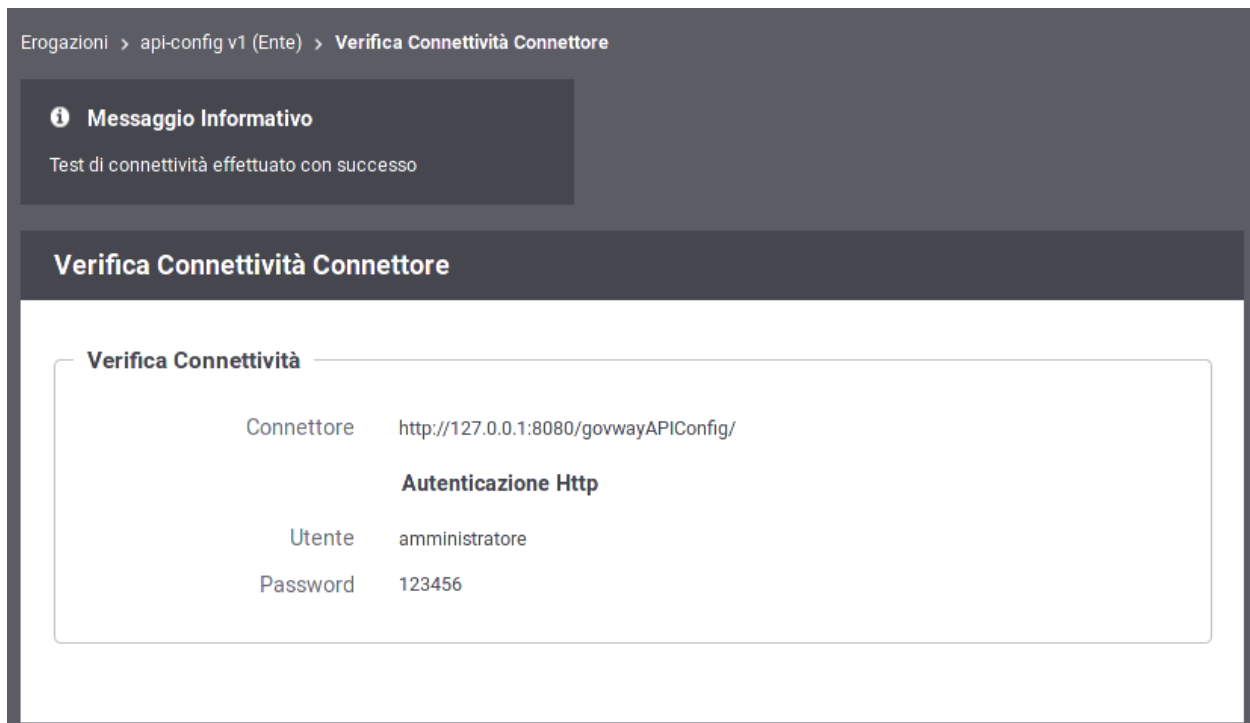 Erogazioni > api-config v1 (Ente) > Verifica Connettività Connettore
Messaggio Informativo
Test di connettività effettuato con successo
Verifica Connettività Connettore
Verifica Connettività
Connettore http://127.0.0.1:8080/govwayAPIConfig/
Autenticazione Http
Utente amministratore
Password 123456